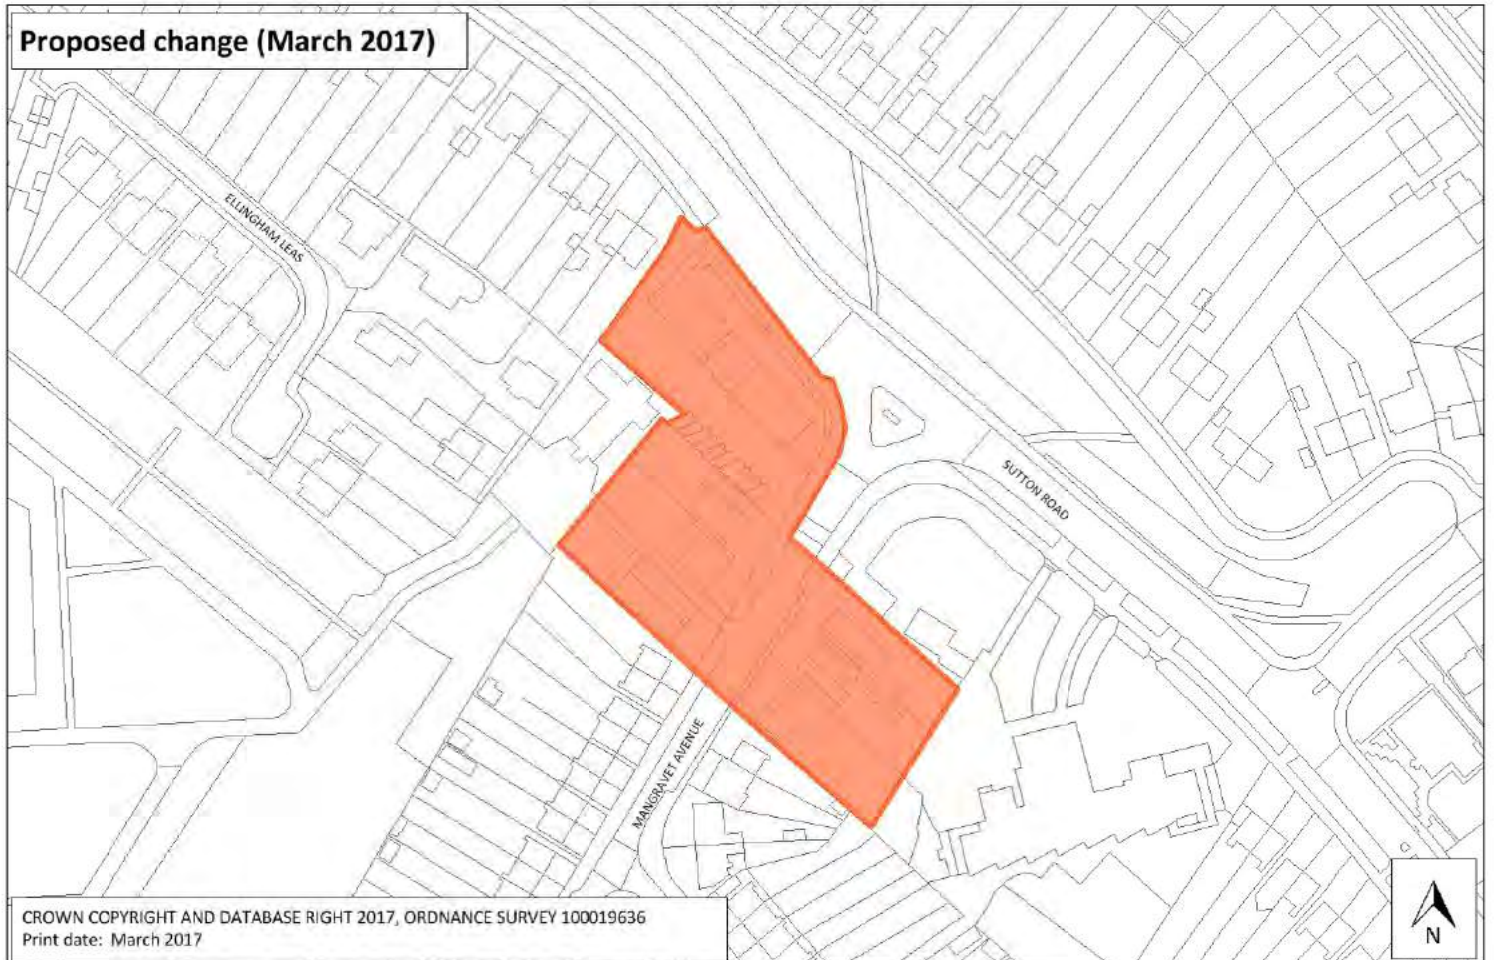 Proposed change (March 2017)
ELLINGHAM LEAS
SUTTON ROAD
MANGRAVET AVENUE
CROWN COPYRIGHT AND DATABASE RIGHT 2017, ORDNANCE SURVEY 100019636
Print date: March 2017
N